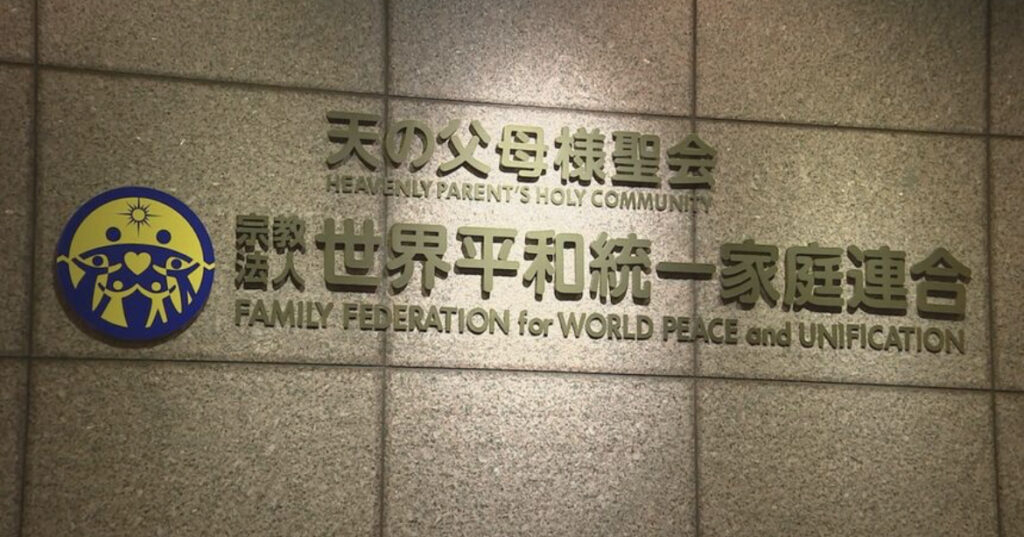 天の父母様聖会
HEAVENLY PARENT'S HOLY COMMUNITY
宗教法人 世界平和統一家庭連合
FAMILY FEDERATION for WORLD PEACE and UNIFICATION